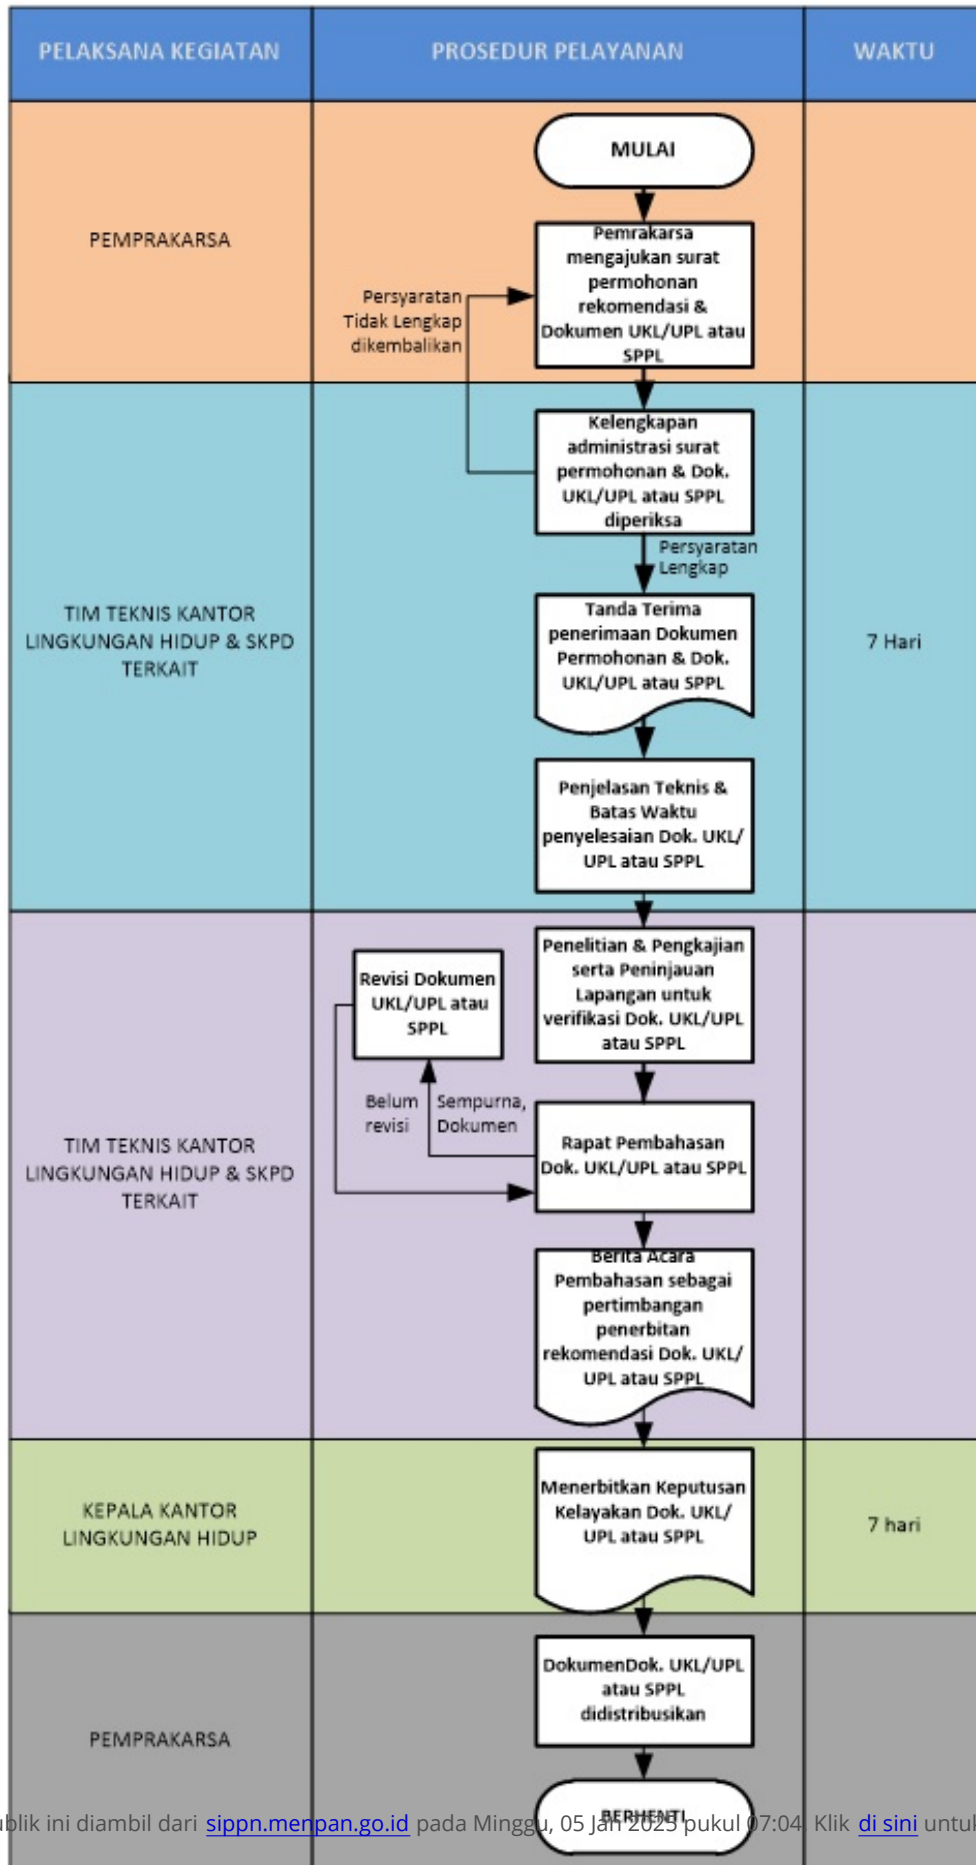 PELAKSANA KEGIATAN
PROSEDUR PELAYANAN
WAKTU
PEMPRAKARSA
MULAI
Pemrakarsa
mengajukan surat
permohonan
rekomendasi &
Dokumen UKL/UPL atau
SPPL
Persyaratan
Tidak Lengkap
dikembalikan
TIM TEKNIS KANTOR
LINGKUNGAN HIDUP & SKPD
TERKAIT
Kelengkapan
administrasi surat
permohonan & Dok.
UKL/UPL atau SPPL
diperiksa
Persyaratan
Lengkap
Tanda Terima
penerimaan Dokumen
Permohonan & Dok.
UKL/UPL atau SPPL
7 Hari
Penjelasan Teknis &
Batas Waktu
penyelesaian Dok. UKL/
UPL atau SPPL
TIM TEKNIS KANTOR
LINGKUNGAN HIDUP & SKPD
TERKAIT
Penelitian & Pengkajian
serta Peninjauan
Lapangan untuk
verifikasi Dok. UKL/UPL
atau SPPL
Revisi Dokumen
UKL/UPL atau
SPPL
Belum Sempurna,
revisi Dokumen
Rapat Pembahasan
Dok. UKL/UPL atau SPPL
Berita Acara
Pembahasan sebagai
pertimbangan
penerbitan
rekomendasi Dok. UKL/
UPL atau SPPL
KEPALA KANTOR
LINGKUNGAN HIDUP
Menerbitkan Keputusan
Kelayakan Dok. UKL/
UPL atau SPPL
7 hari
PEMPRAKARSA
DokumenDok. UKL/UPL
atau SPPL
didistribusikan
BERHENTI
blik ini diambil dari sippn.menpan.go.id pada Minggu, 05 Jan 2025 pukul 07:04. Klik di sini untuk